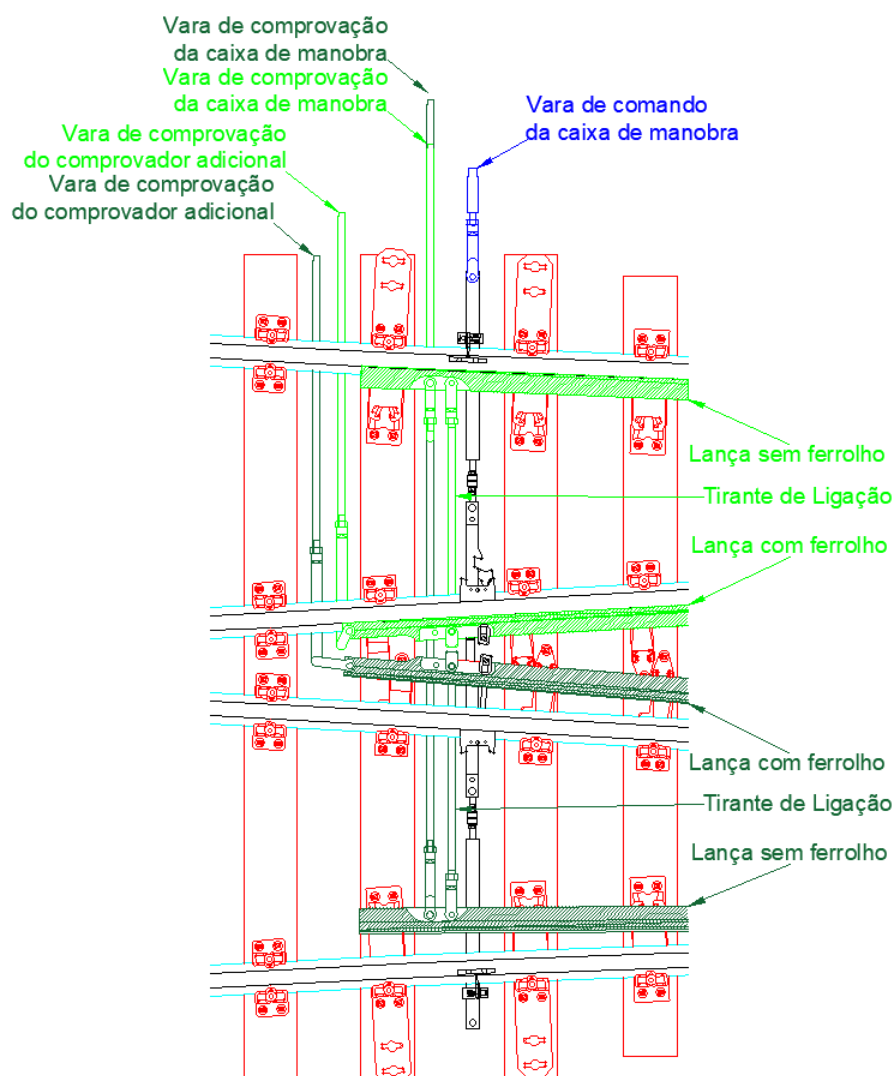 Vara de comprovação
da caixa de manobra
Vara de comprovação
da caixa de manobra
Vara de comando
da caixa de manobra
Vara de comprovação
do comprovador adicional
Vara de comprovação
do comprovador adicional
Lança sem ferrolho
Tirante de Ligação
Lança com ferrolho
Lança com ferrolho
Tirante de Ligação
Lança sem ferrolho